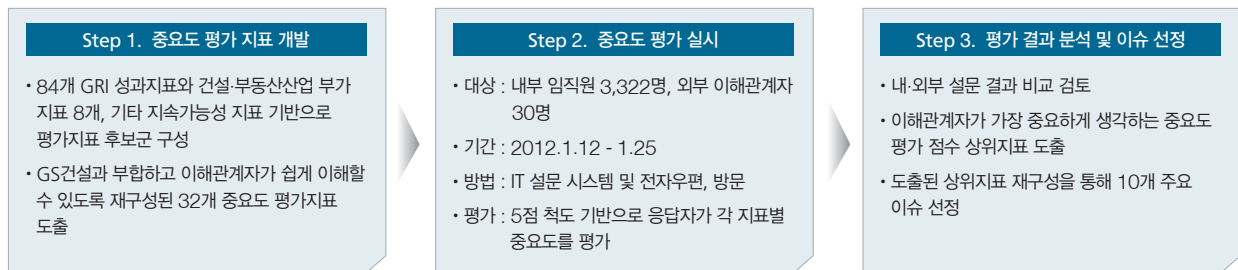 Step 1. 중요도 평가 지표 개발
• 84개 GRI 성과지표와 건설·부동산산업 부가
지표 8개, 기타 지속가능성 지표 기반으로
평가지표 후보군 구성
• GS건설과 부합하고 이해관계자가 쉽게 이해할
수 있도록 재구성된 32개 중요도 평가지표
도출
Step 2. 중요도 평가 실시
• 대상 : 내부 임직원 3,322명, 외부 이해관계자
30명
• 기간 : 2012.1.12 - 1.25
• 방법 : IT 설문 시스템 및 전자우편, 방문
• 평가 : 5점 척도 기반으로 응답자가 각 지표별
중요도를 평가
Step 3. 평가 결과 분석 및 이슈 선정
• 내·외부 설문 결과 비교 검토
• 이해관계자가 가장 중요하게 생각하는 중요도
평가 점수 상위지표 도출
• 도출된 상위지표 재구성을 통해 10개 주요
이슈 선정